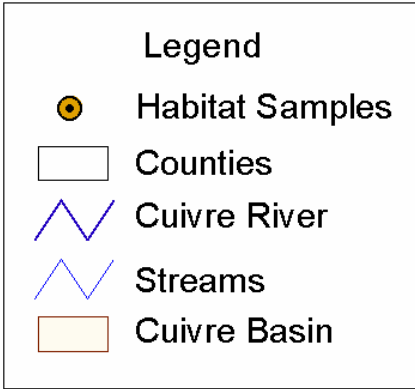 Legend
Habitat Samples
Counties
Cuivre River
Streams
Cuivre Basin